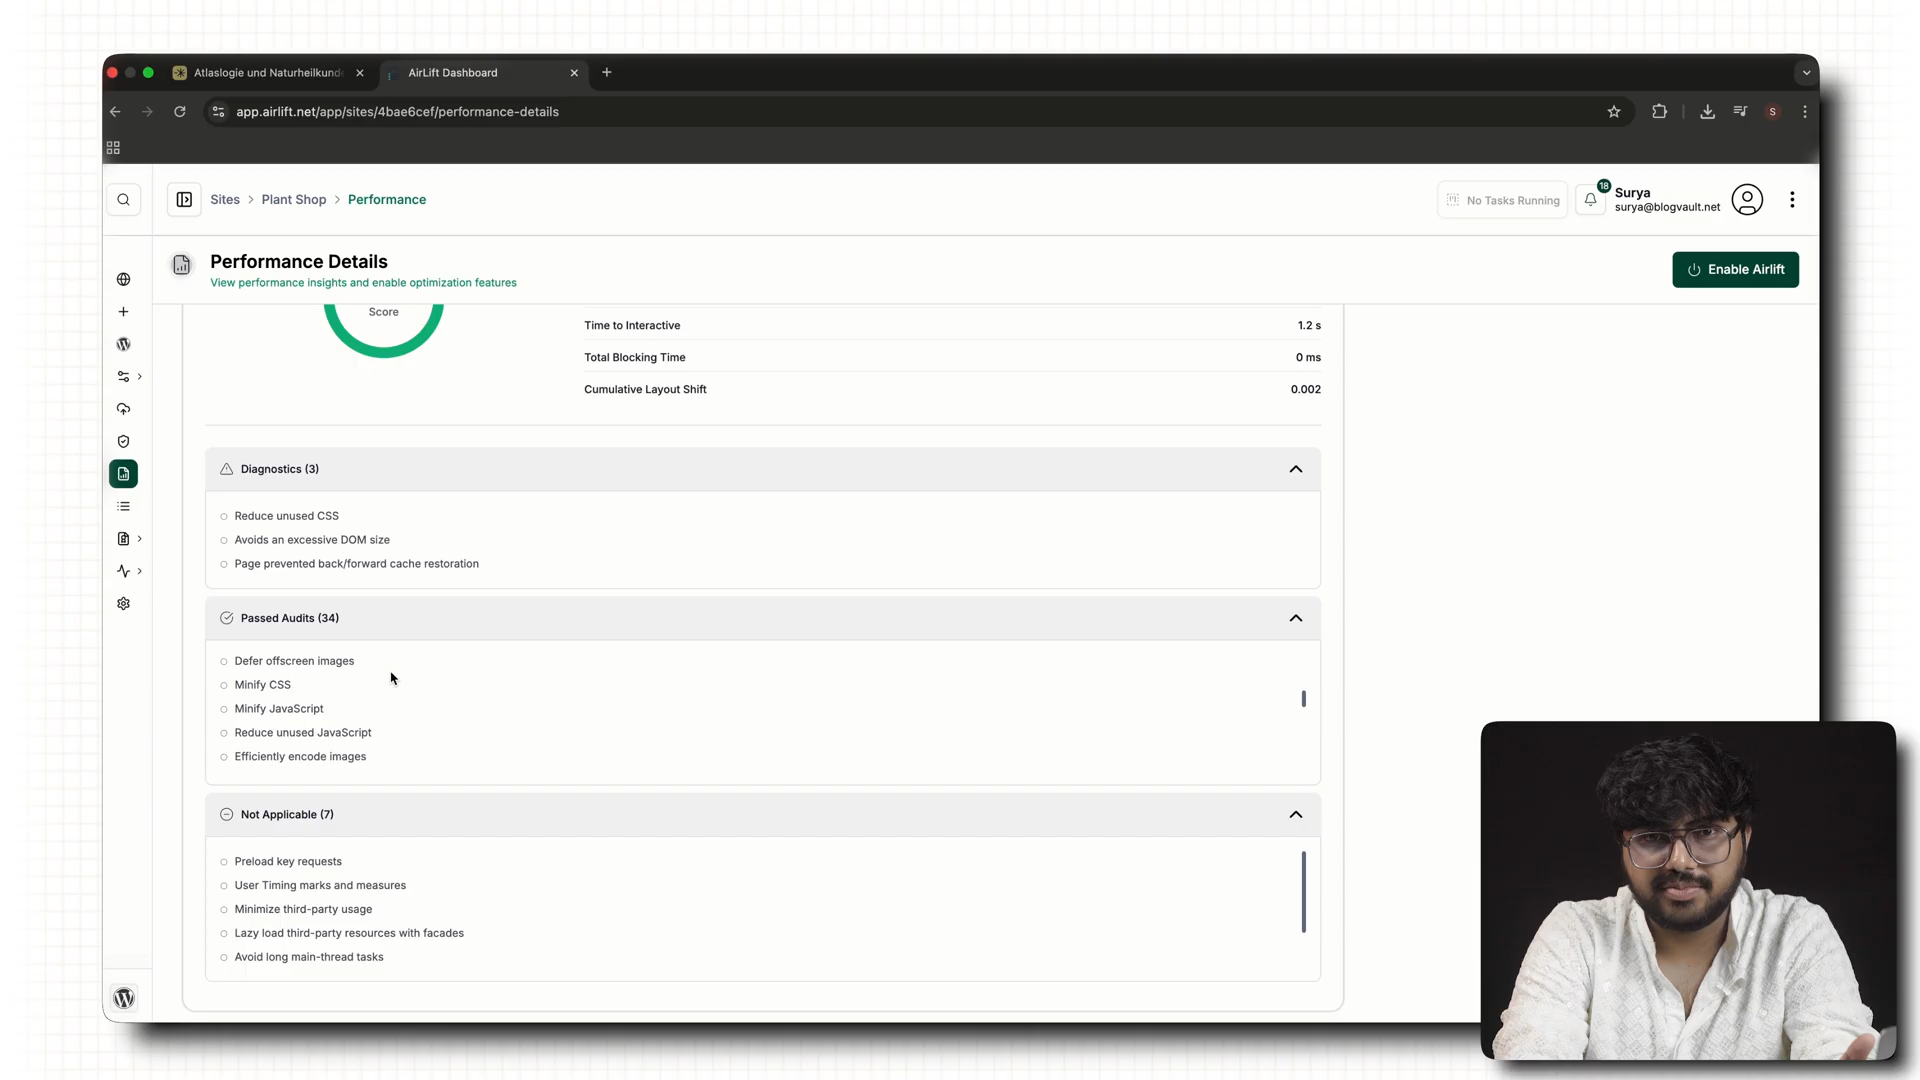 Atlaslogie und Naturheilkund
AirLift Dashboard
app.airlift.net/app/sites/4bae6cef/performance-details
S
Sites > Plant Shop > Performance
No Tasks Running
18
Surya
surya@blogvault.net
Performance Details
View performance insights and enable optimization features
Enable Airlift
Score
Time to Interactive 1.2 s
Total Blocking Time 0 ms
Cumulative Layout Shift 0.002
Diagnostics (3)
Reduce unused CSS
Avoids an excessive DOM size
Page prevented back/forward cache restoration
Passed Audits (34)
Defer offscreen images
Minify CSS
Minify JavaScript
Reduce unused JavaScript
Efficiently encode images
Not Applicable (7)
Preload key requests
User Timing marks and measures
Minimize third-party usage
Lazy load third-party resources with facades
Avoid long main-thread tasks